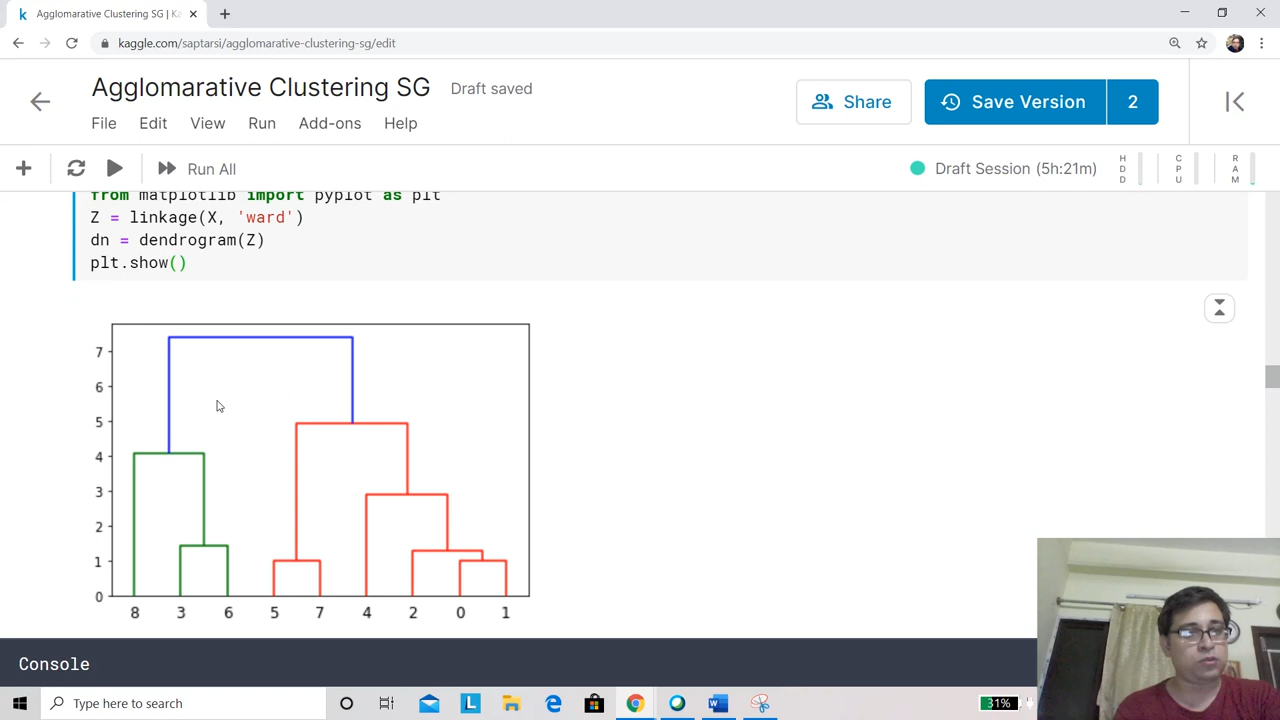 Agglomarative Clustering SG | Ka
kaggle.com/saptarsi/agglomarative-clustering-sg/edit
Agglomarative Clustering SG
Draft saved
Share
Save Version
2
File Edit View Run Add-ons Help
Run All
Draft Session (5h:21m)
HDD
CPU
RAM
from matplotlib import pyplot as plt
Z = linkage(X, 'ward')
dn = dendrogram(Z)
plt.show()
7
6
5
4
3
2
1
0
8 3 6 5 7 4 2 0 1
Console
Type here to search
31%